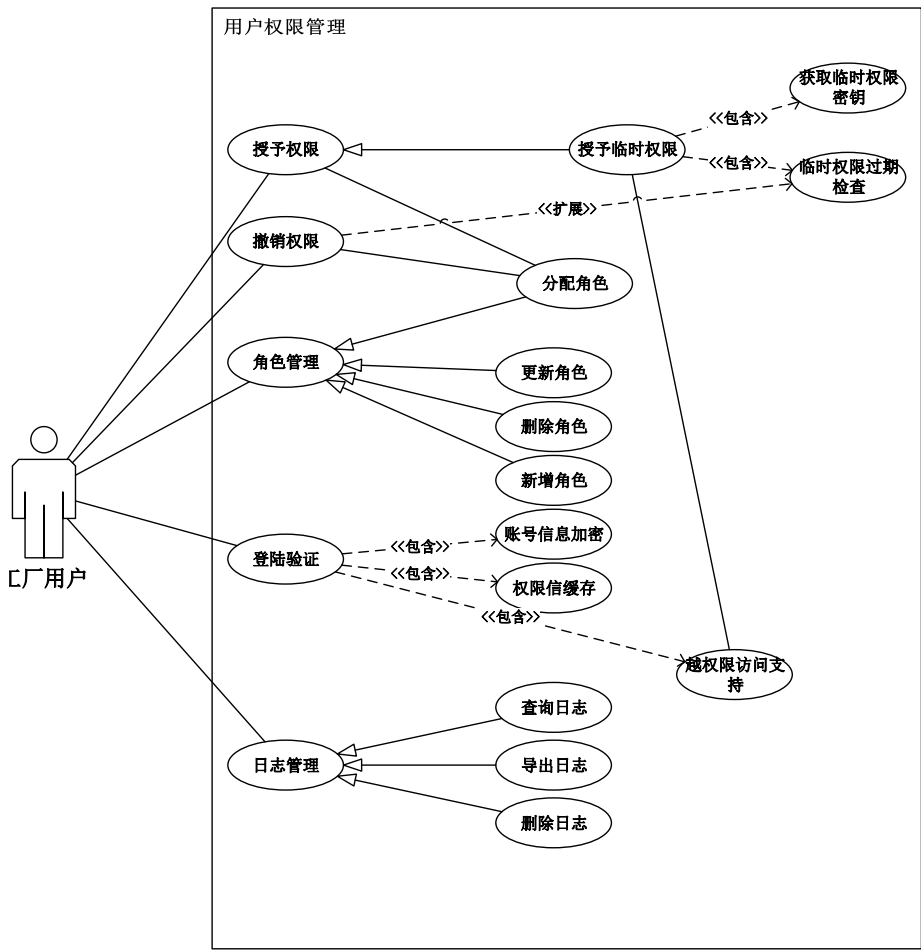 用户权限管理
获取临时权限
密钥
<<包含>>
授予权限
授予临时权限
<<包含>>
临时权限过期
检查
<<扩展>>
撤销权限
分配角色
角色管理
更新角色
删除角色
新增角色
账号信息加密
<<包含>>
登陆验证
<<包含>>
权限信缓存
工厂用户
<<包含>>
越权限访问支
持
查询日志
日志管理
导出日志
删除日志